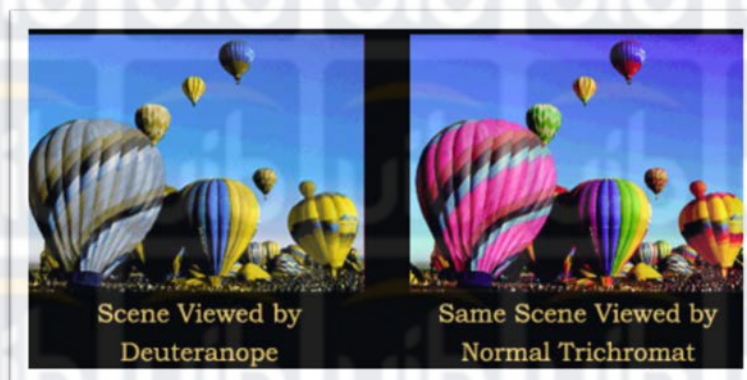 Scene Viewed by
Deuteranope
Same Scene Viewed by
Normal Trichromat